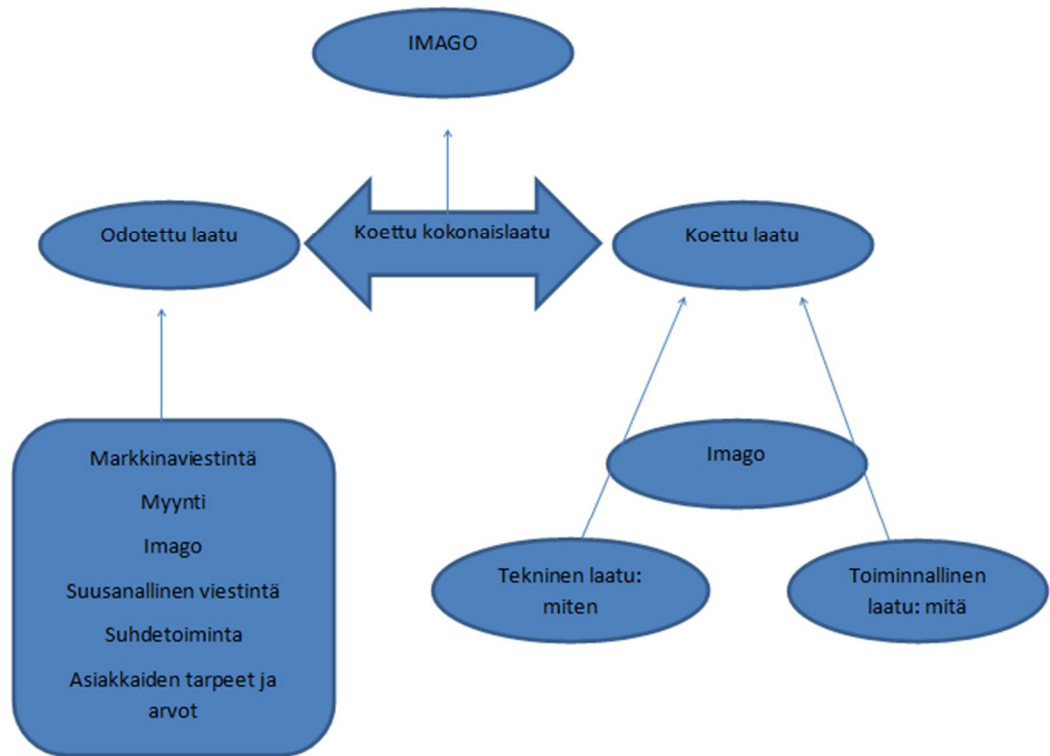 IMAGO
Odotettu laatu
Koettu kokonaislaatu
Koettu laatu
Markkinaviestintä
Myynti
Imago
Suusanallinen viestintä
Suhdetoiminta
Asiakkaiden tarpeet ja
arvot
Imago
Tekninen laatu:
miten
Toiminnallinen
laatu: mitä